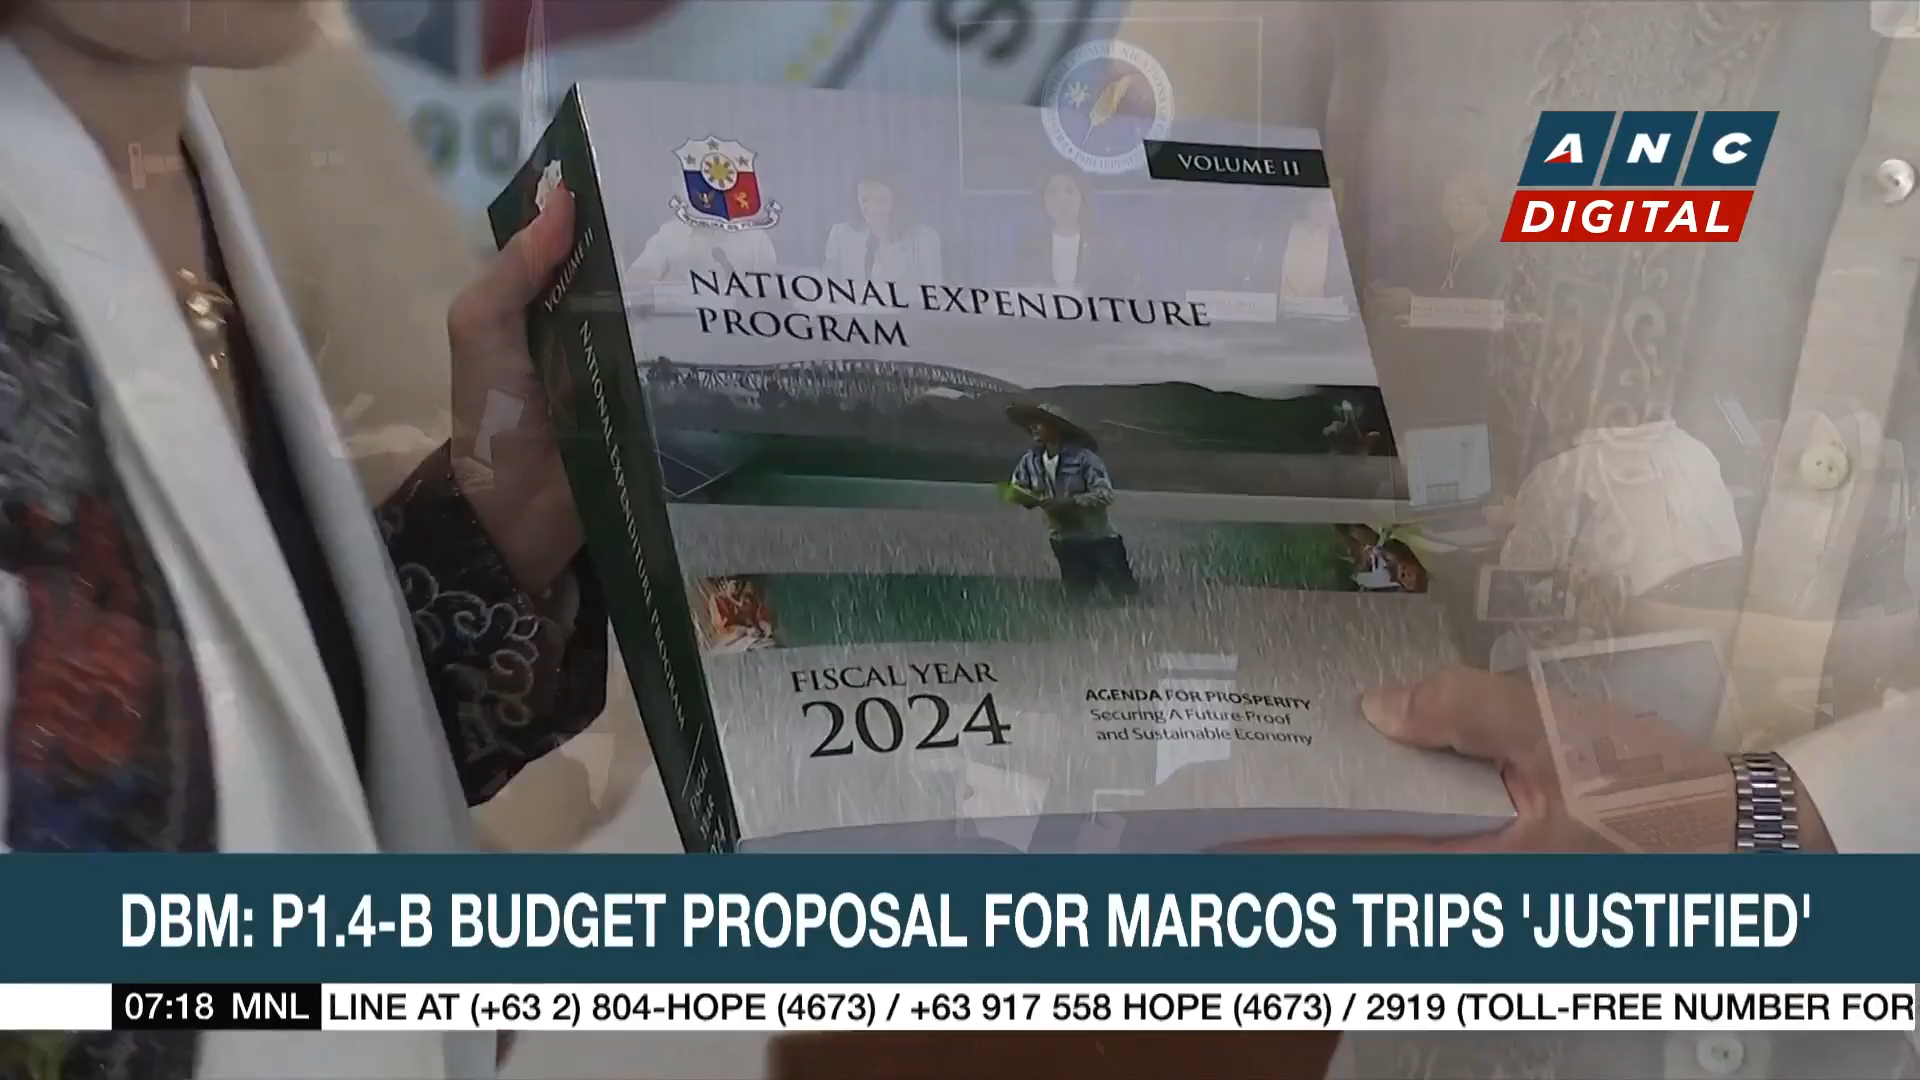 ANC
DIGITAL
VOLUME II
NATIONAL EXPENDITURE
PROGRAM
VOLUME II
NATIONAL EXPENDITURE PROGRAM
FISCAL YEAR
2024
AGENDA FOR PROSPERITY
Securing A Future-Proof
and Sustainable Economy
DBM: P1.4-B BUDGET PROPOSAL FOR MARCOS TRIPS 'JUSTIFIED'
07:18 MNL LINE AT (+63 2) 804-HOPE (4673) / +63 917 558 HOPE (4673) / 2919 (TOLL-FREE NUMBER FOR